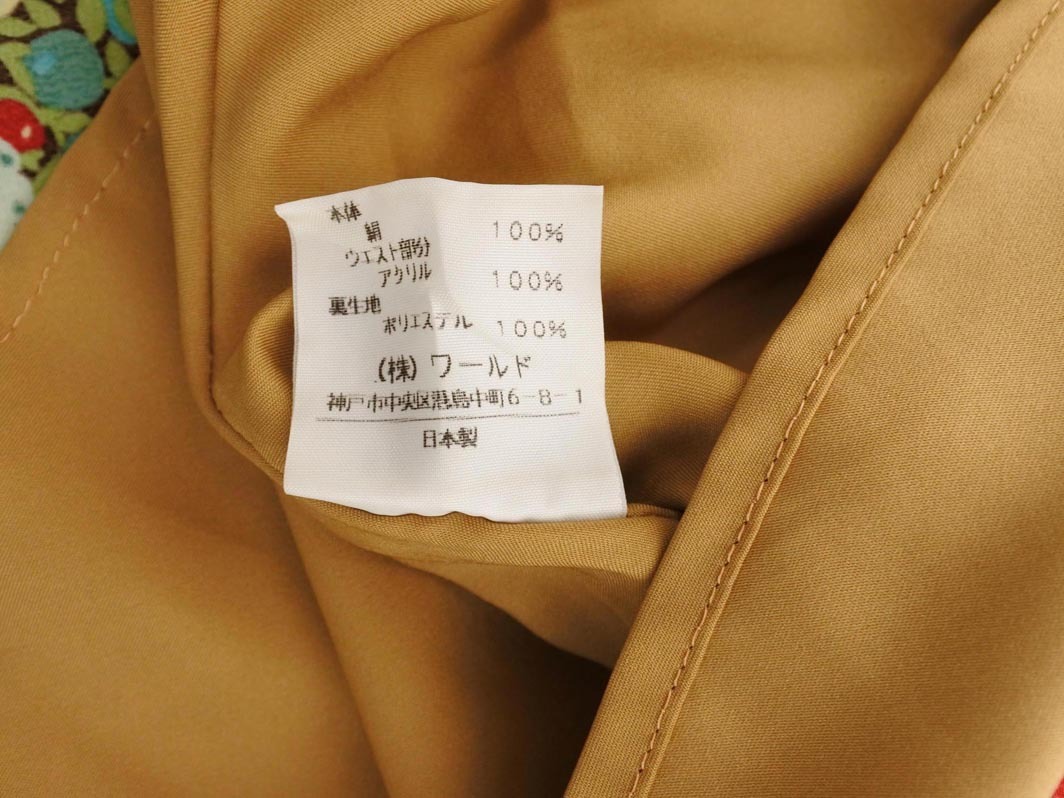 本体
絹 100%
ウエスト部分
アクリル 100%
裏生地
ポリエステル 100%
(株)ワールド
神戸市中央区港島中町6-8-1
日本製